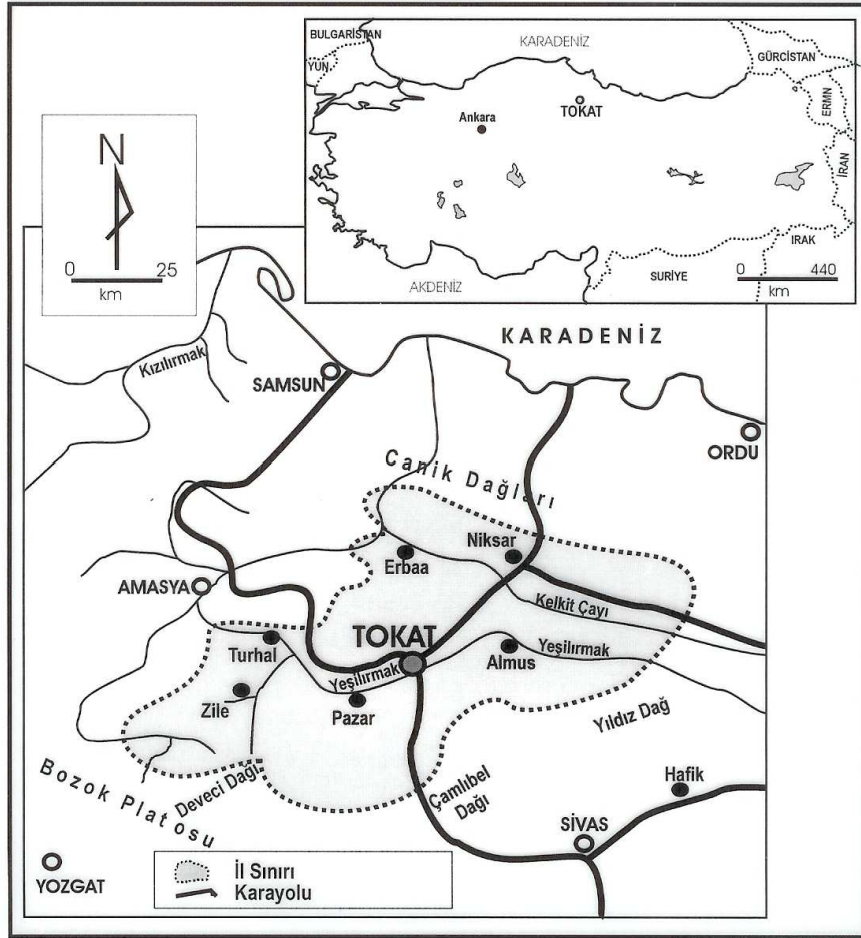 BULGARİSTAN
KARADENİZ
GÜRCİSTAN
YUN
ERMN
TOKAT
Ankara
İRAN
IRAK
SURİYE
AKDENİZ
0 440
km
N
0 25
km
KARADENİZ
Kızılırmak
SAMSUN
ORDU
Canik Dağları
Niksar
Erbaa
AMASYA
Kelkit Çayı
TOKAT
Yeşilırmak
Turhal
Almus
Yeşilırmak
Zile
Pazar
Yıldız Dağ
Bozok Platosu
Deveci Dağı
Çamlıbel
Dağı
Hafik
SİVAS
YOZGAT
İl Sınırı
Karayolu